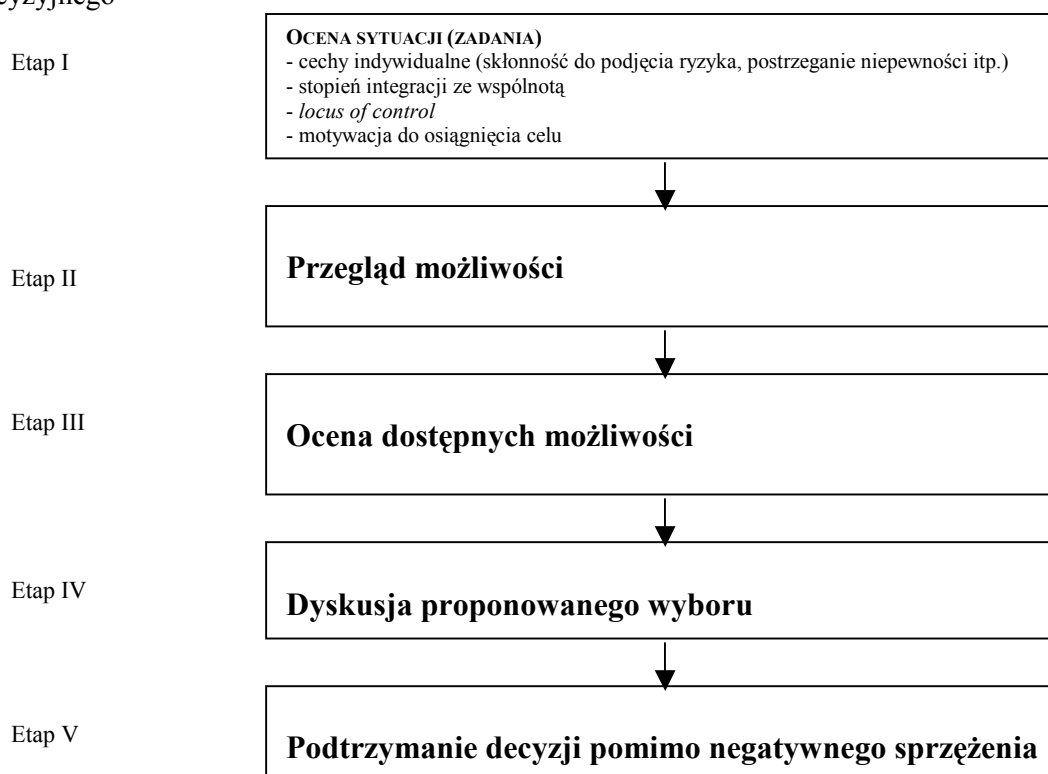 Etap I
OCENA SYTUACJI (ZADANIA)
- cechy indywidualne (skłonność do podjęcia ryzyka, postrzeganie niepewności itp.)
- stopień integracji ze wspólnotą
- locus of control
- motywacja do osiągnięcia celu
Etap II
Przegląd możliwości
Etap III
Ocena dostępnych możliwości
Etap IV
Dyskusja proponowanego wyboru
Etap V
Podtrzymanie decyzji pomimo negatywnego sprzężenia